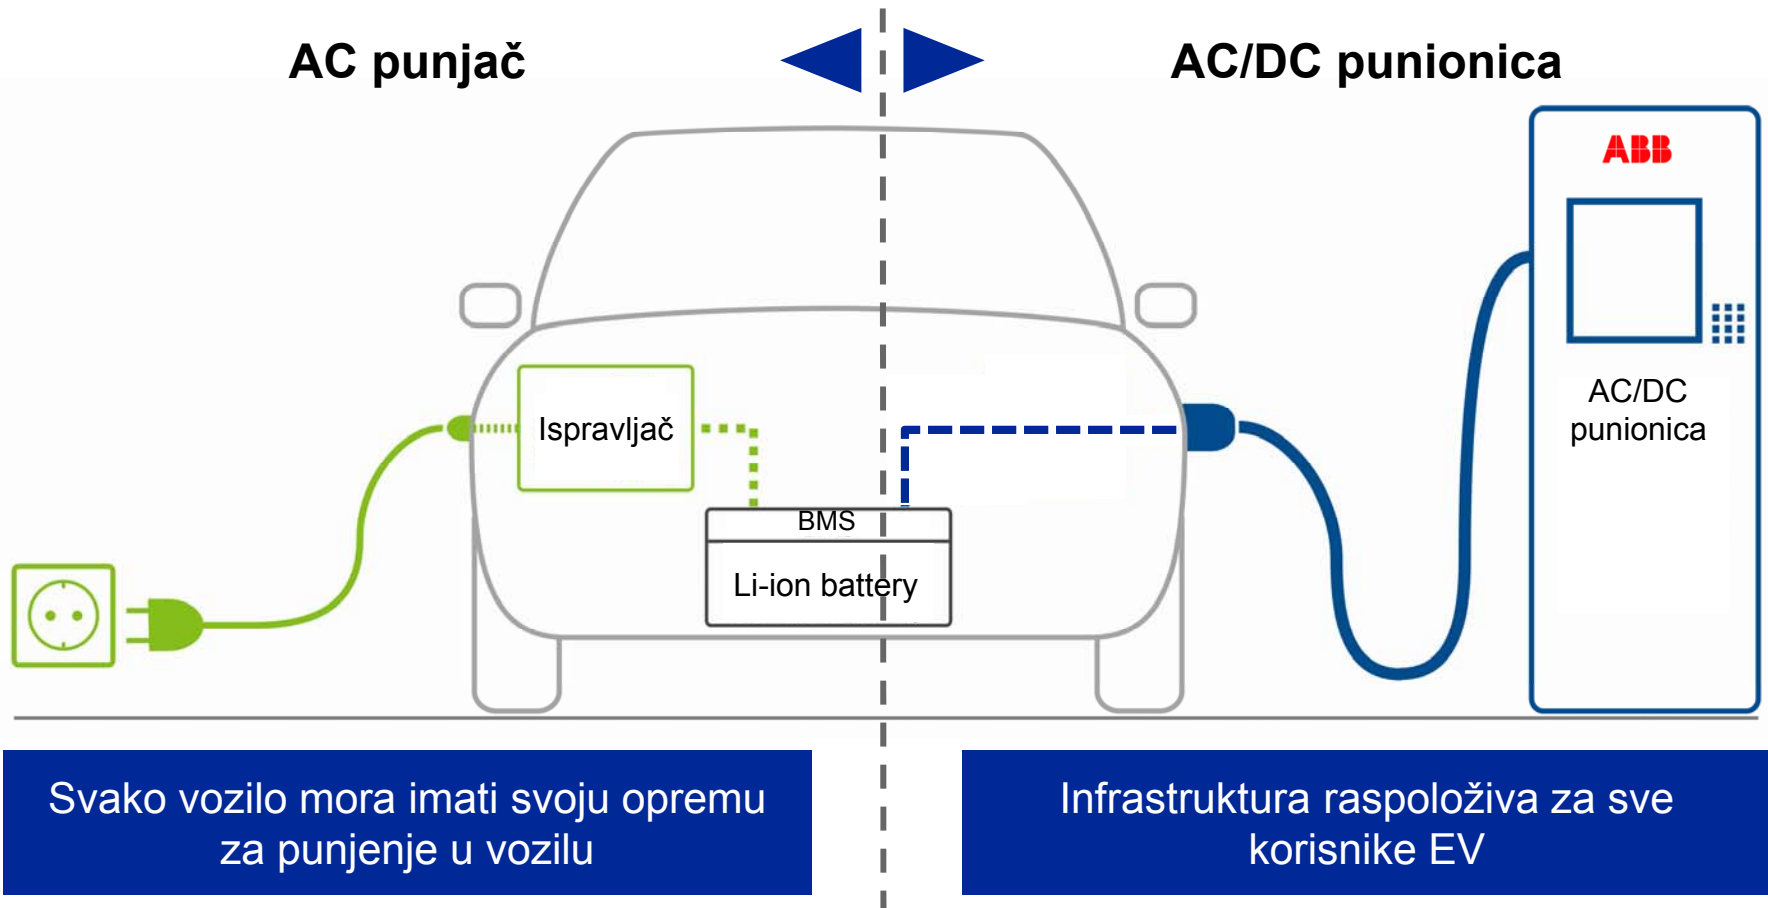 AC punjač
AC/DC punionica
ABB
Ispravljač
AC/DC
punionica
BMS
Li-ion battery
Svako vozilo mora imati svoju opremu
za punjenje u vozilu
Infrastruktura raspoloživa za sve
korisnike EV